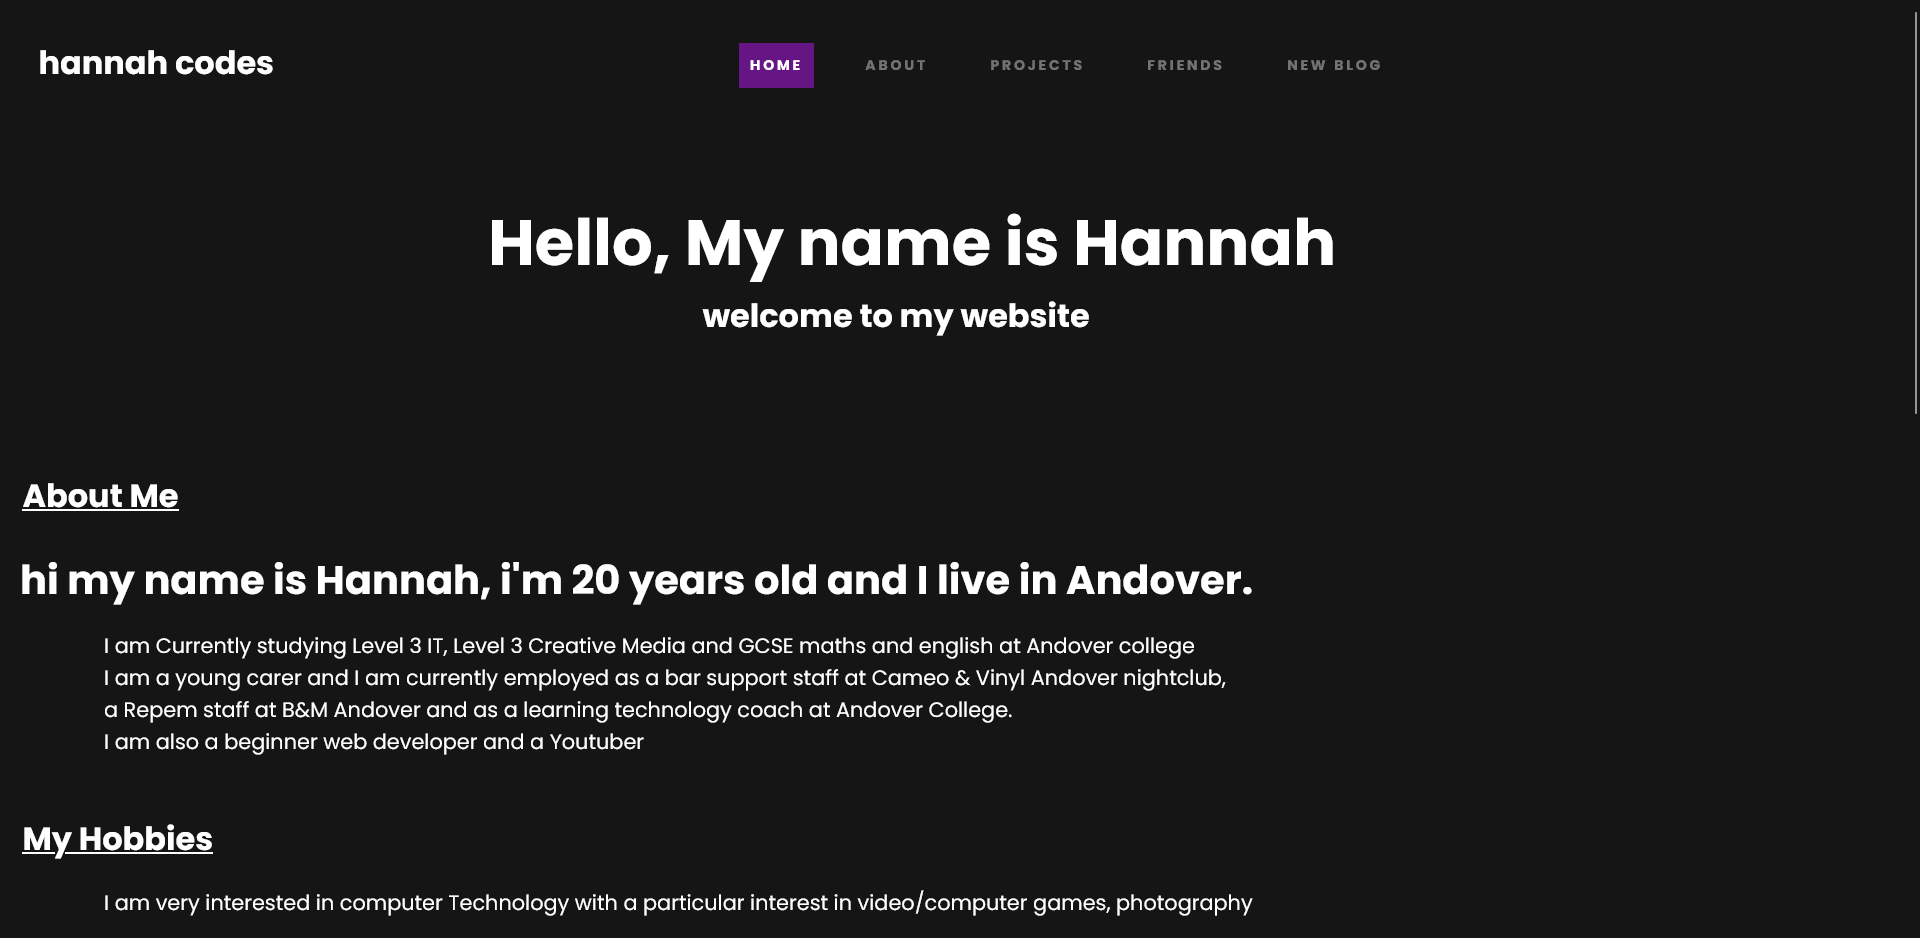 hannah codes
HOME ABOUT PROJECTS FRIENDS NEW BLOG
Hello, My name is Hannah
welcome to my website
About Me
hi my name is Hannah, i'm 20 years old and I live in Andover.
I am Currently studying Level 3 IT, Level 3 Creative Media and GCSE maths and english at Andover college
I am a young carer and I am currently employed as a bar support staff at Cameo & Vinyl Andover nightclub,
a Repem staff at B&M Andover and as a learning technology coach at Andover College.
I am also a beginner web developer and a Youtuber
My Hobbies
I am very interested in computer Technology with a particular interest in video/computer games, photography